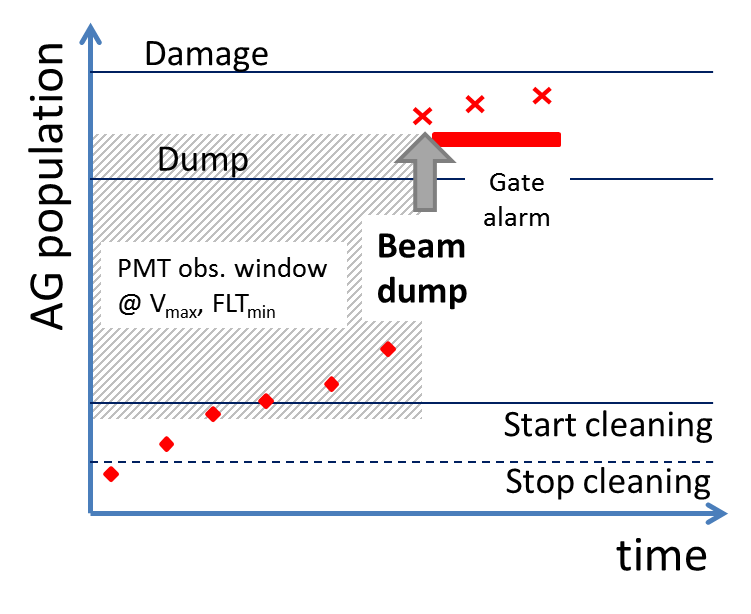 Damage
Dump
Gate
alarm
Beam
dump
PMT obs. window
@ Vmax, FLTmin
AG population
Start cleaning
Stop cleaning
time